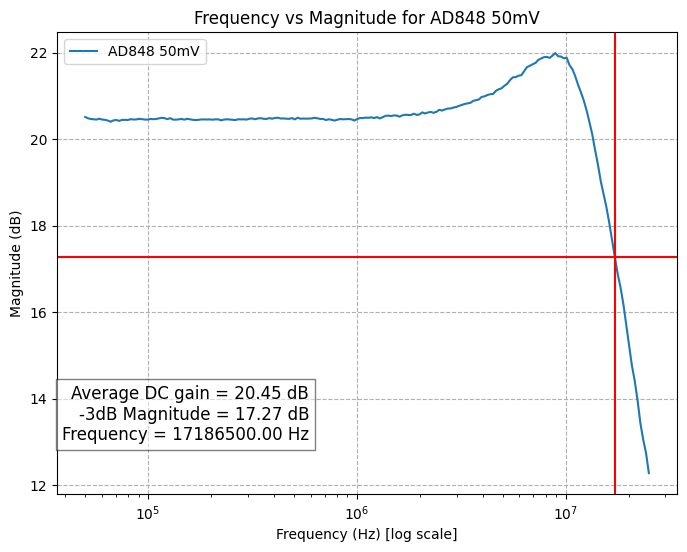 Frequency vs Magnitude for AD848 50mV
AD848 50mV
22
20
18
16
14
12
Magnitude (dB)
Average DC gain = 20.45 dB
-3dB Magnitude = 17.27 dB
Frequency = 17186500.00 Hz
10⁵
10⁶
10⁷
Frequency (Hz) [log scale]